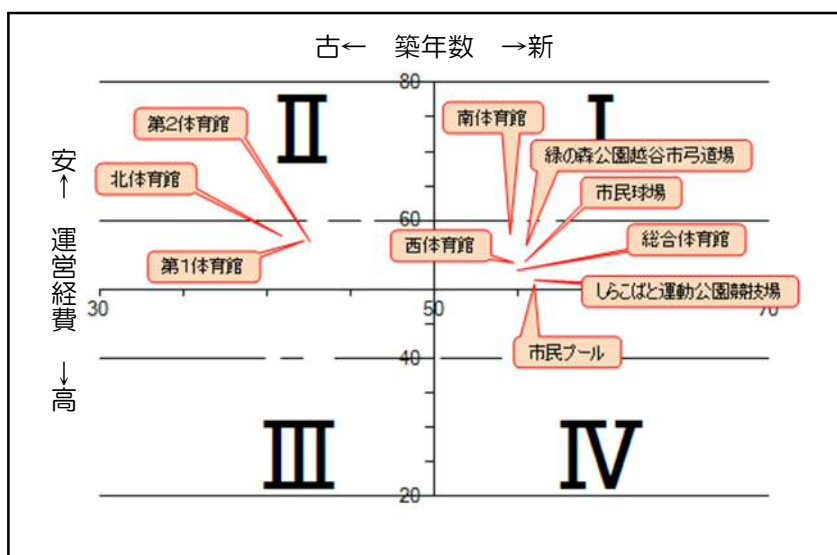 古← 築年数 →新
80
Ⅱ
Ⅰ
第2体育館
南体育館
緑の森公園越谷市弓道場
北体育館
市民球場
60
西体育館
総合体育館
第1体育館
しらこばと運動公園競技場
30
50
70
市民プール
40
Ⅲ
Ⅳ
20
安← 運営経費 →高